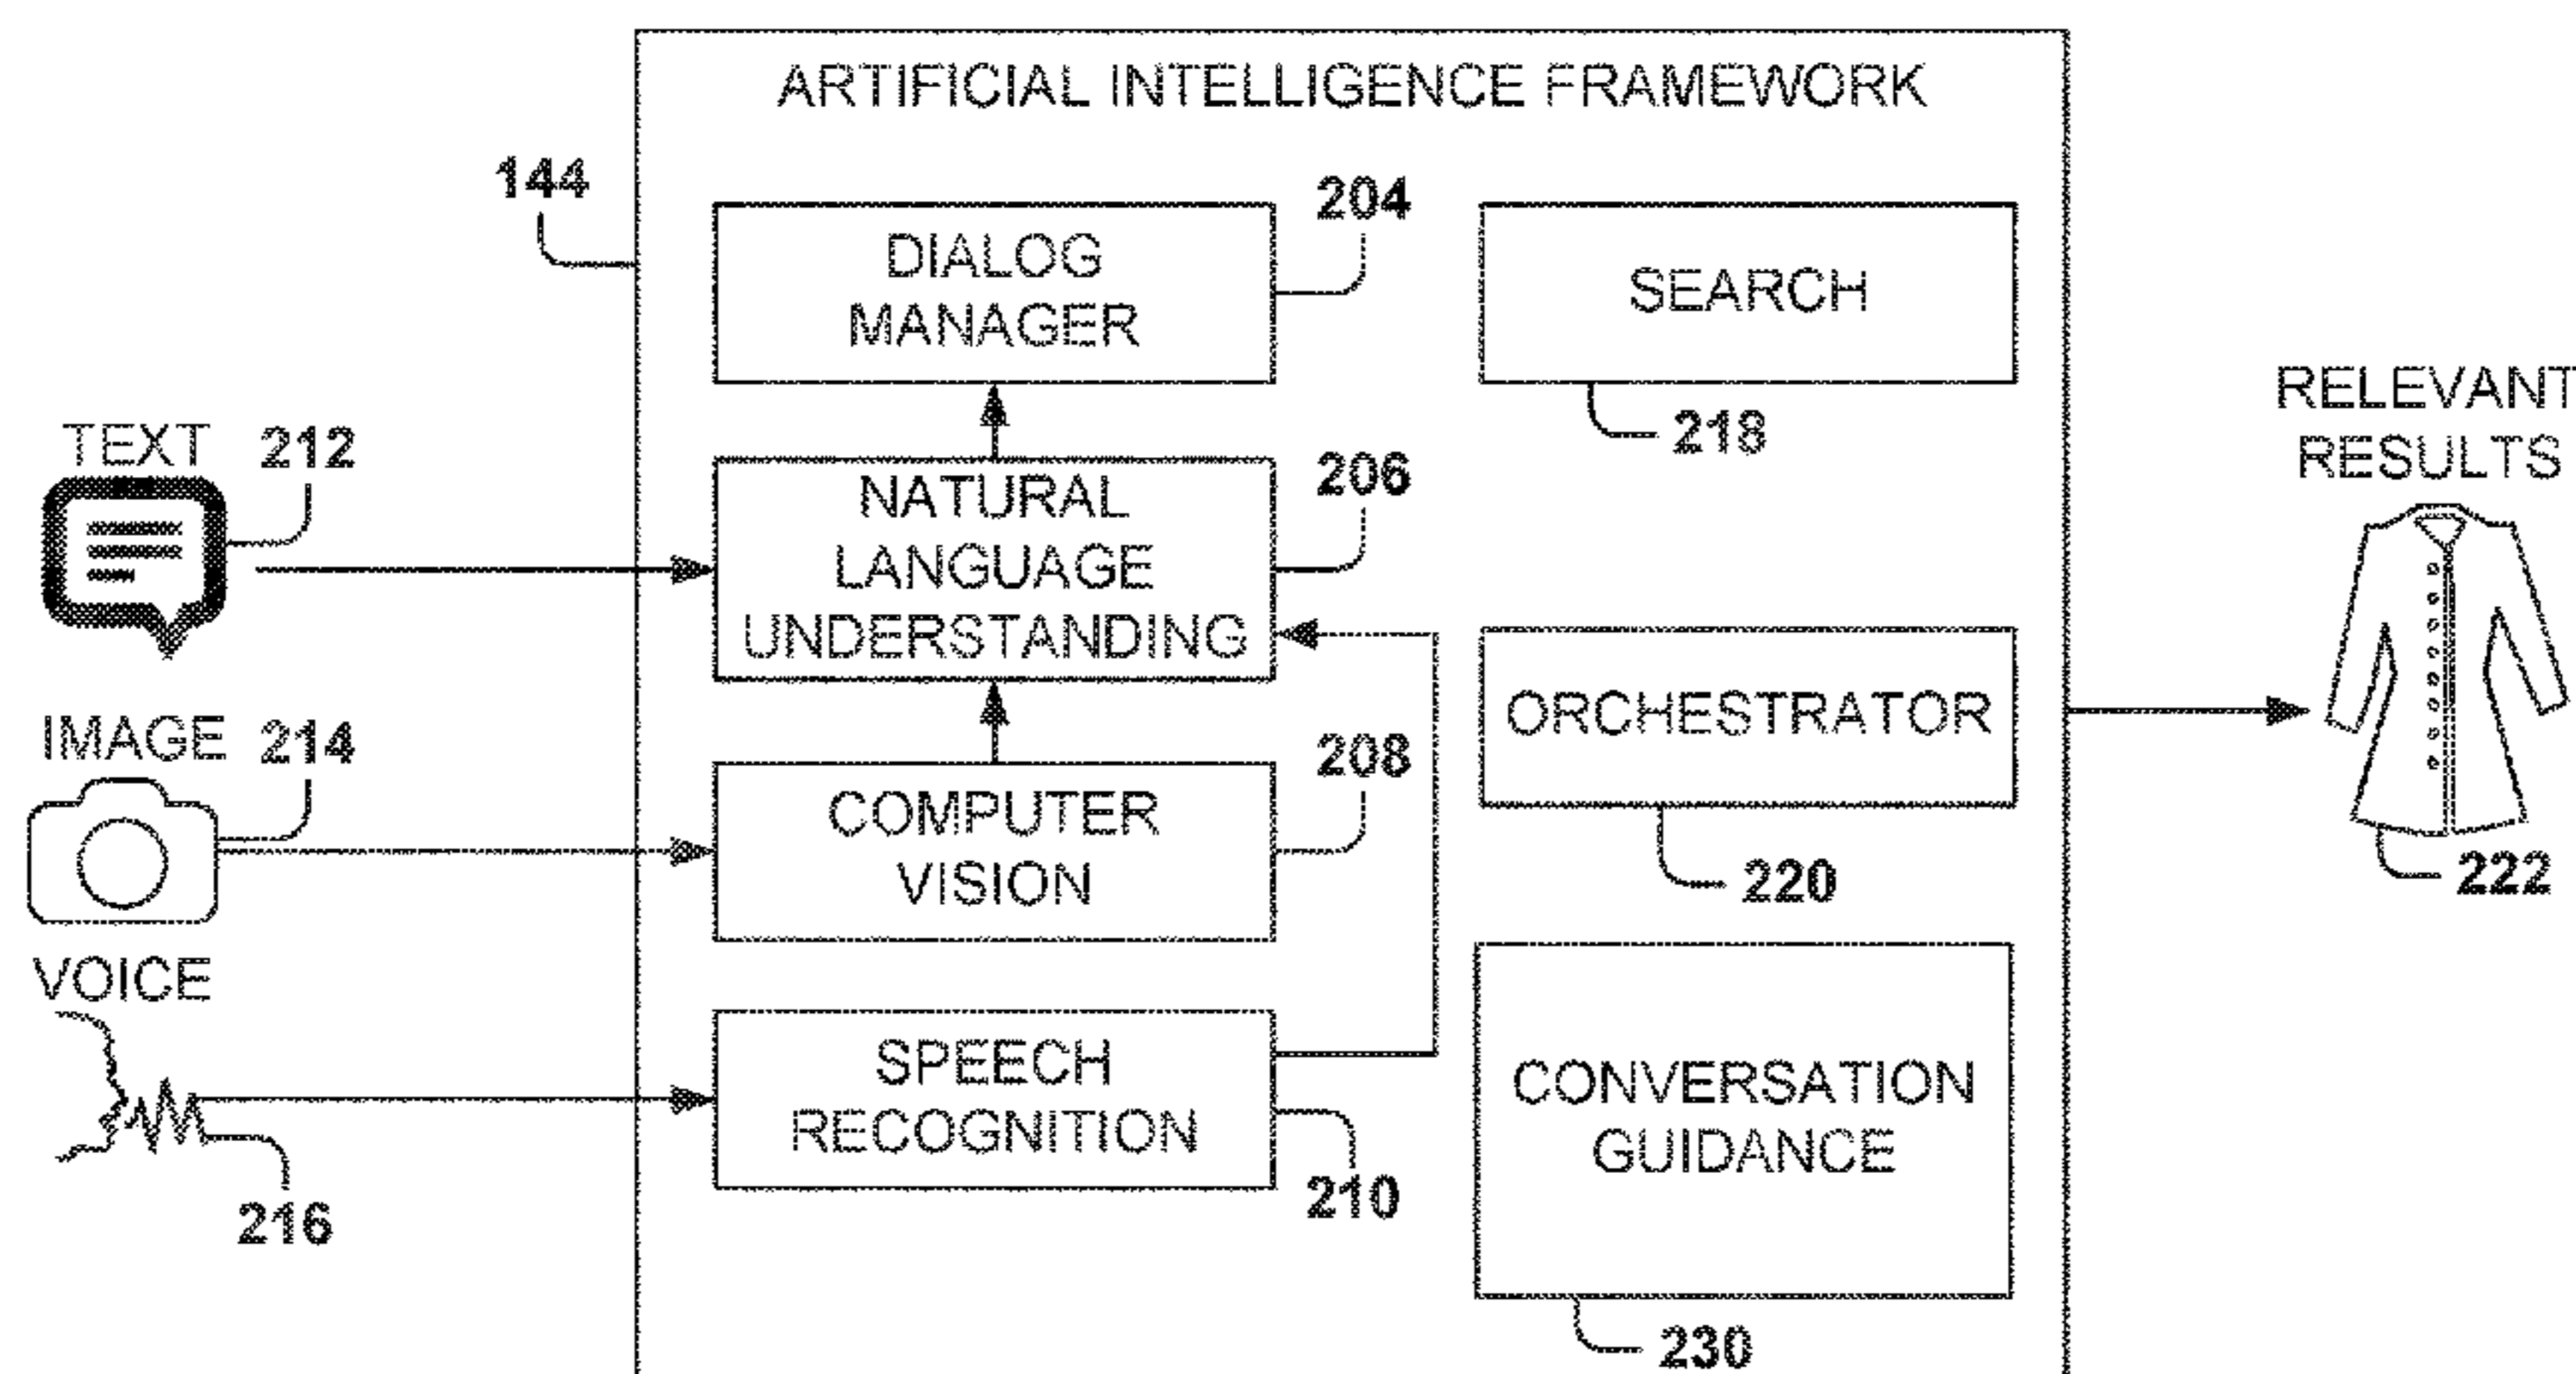 ARTIFICIAL INTELLIGENCE FRAMEWORK
144
204
DIALOG
MANAGER
SEARCH
218
TEXT
212
206
NATURAL
LANGUAGE
UNDERSTANDING
IMAGE
214
208
COMPUTER
VISION
ORCHESTRATOR
220
VOICE
216
SPEECH
RECOGNITION
210
CONVERSATION
GUIDANCE
230
RELEVANT
RESULTS
222